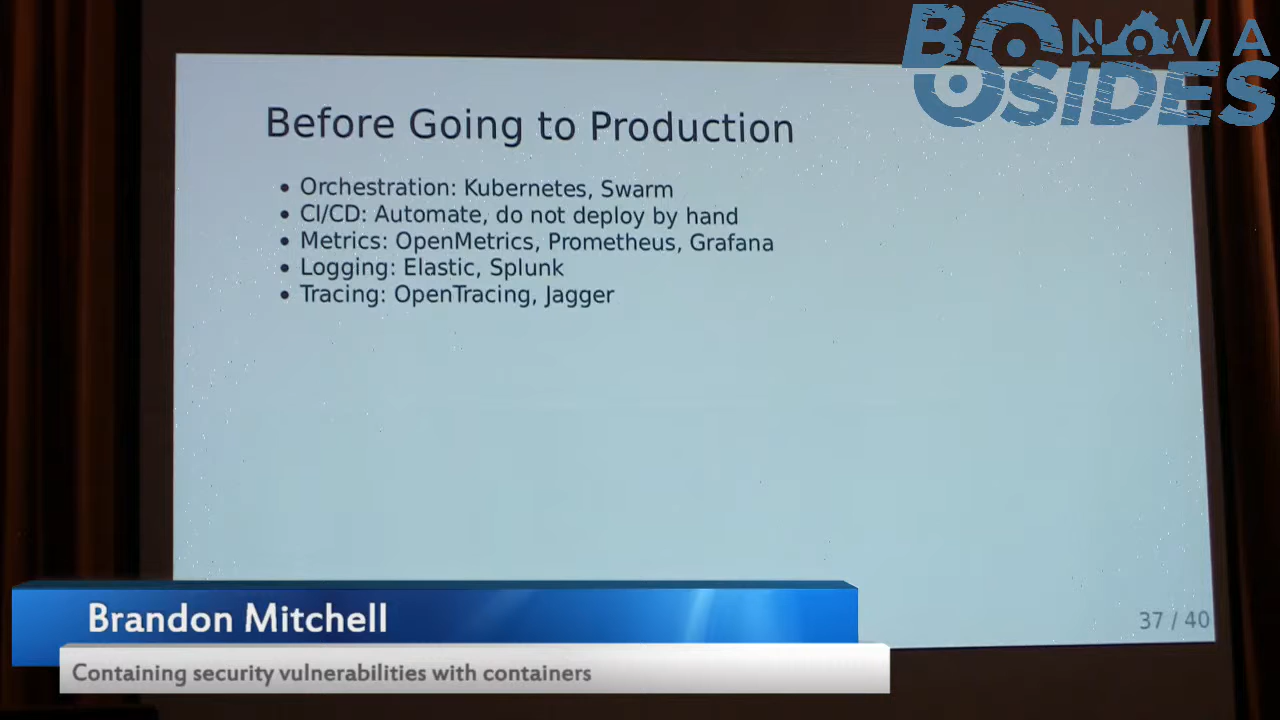 BSIDES NOVA
Before Going to Production
• Orchestration: Kubernetes, Swarm
• CI/CD: Automate, do not deploy by hand
• Metrics: OpenMetrics, Prometheus, Grafana
• Logging: Elastic, Splunk
• Tracing: OpenTracing, Jagger
37 / 40
Brandon Mitchell
Containing security vulnerabilities with containers